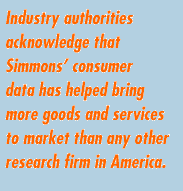 Industry authorities
acknowledge that
Simmons' consumer
data has helped bring
more goods and services
to market than any other
research firm in America.